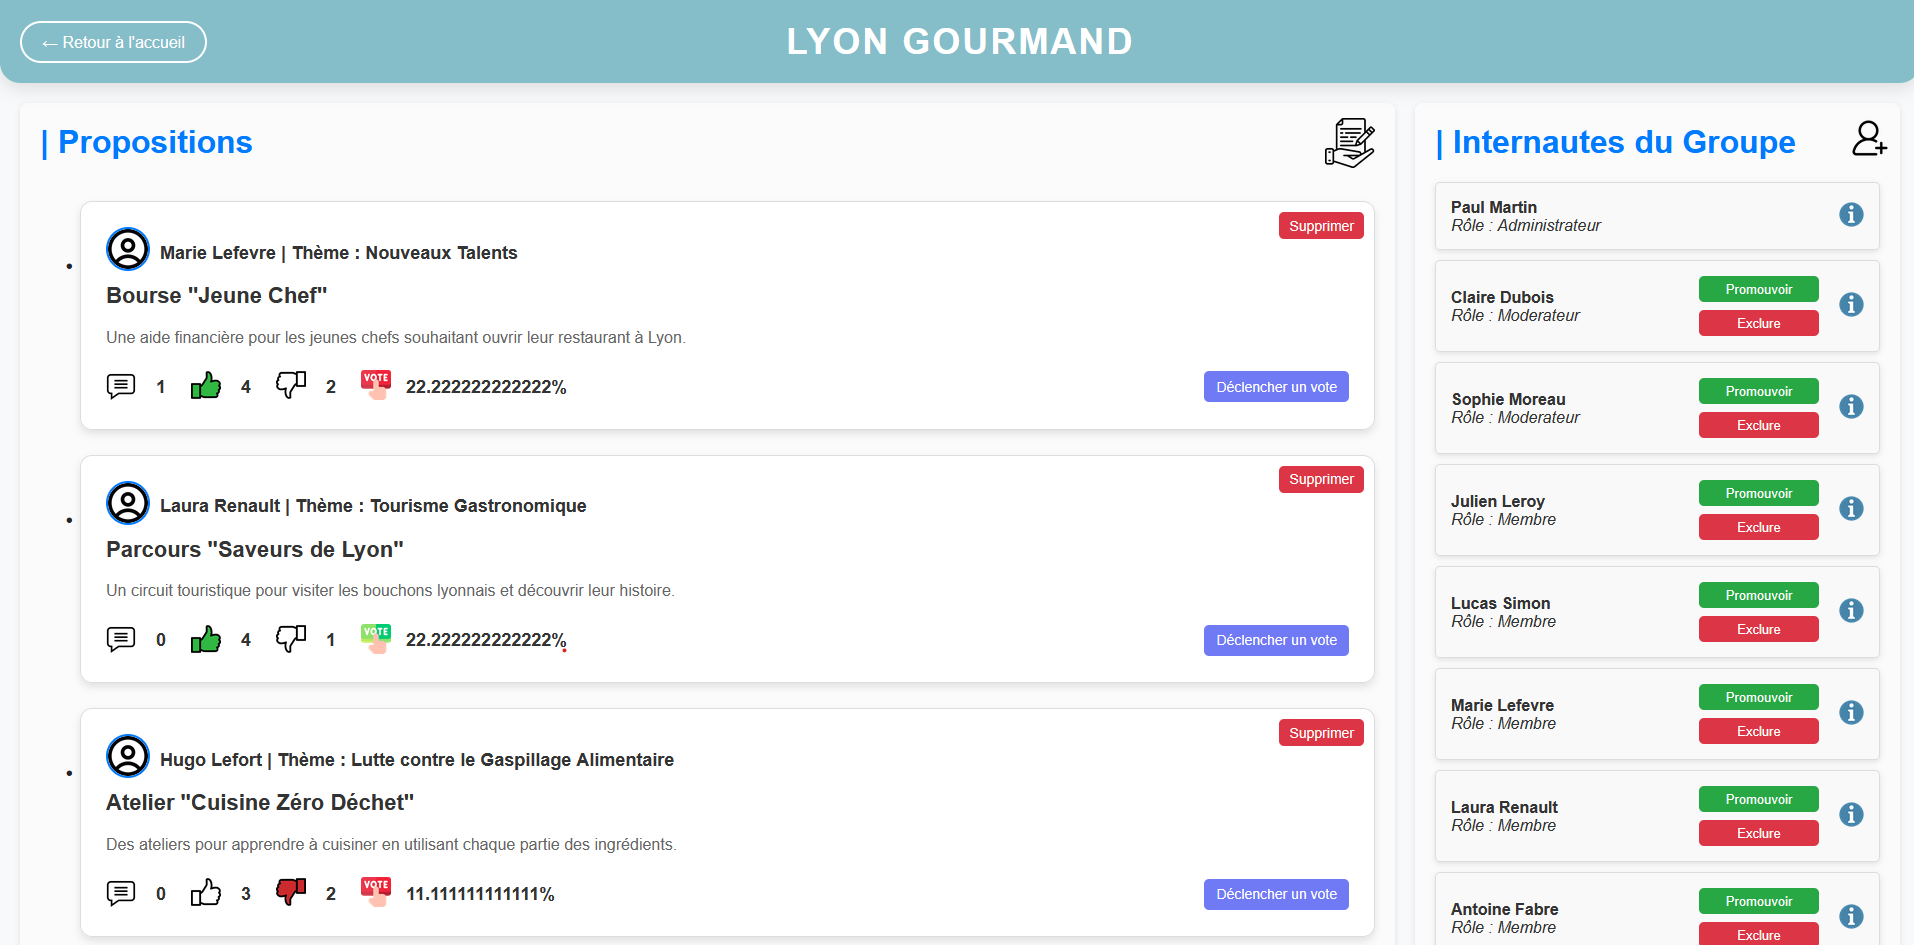 ← Retour à l'accueil
LYON GOURMAND
| Propositions
Supprimer
Marie Lefevre | Thème : Nouveaux Talents
Bourse "Jeune Chef"
Une aide financière pour les jeunes chefs souhaitant ouvrir leur restaurant à Lyon.
1 4 2 VOTE 22.222222222222% Déclencher un vote
Supprimer
Laura Renault | Thème : Tourisme Gastronomique
Parcours "Saveurs de Lyon"
Un circuit touristique pour visiter les bouchons lyonnais et découvrir leur histoire.
0 4 1 VOTE 22.222222222222% Déclencher un vote
Supprimer
Hugo Lefort | Thème : Lutte contre le Gaspillage Alimentaire
Atelier "Cuisine Zéro Déchet"
Des ateliers pour apprendre à cuisiner en utilisant chaque partie des ingrédients.
0 3 2 VOTE 11.111111111111% Déclencher un vote
| Internautes du Groupe
Paul Martin
Rôle : Administrateur
Claire Dubois
Rôle : Moderateur
Promouvoir
Exclure
Sophie Moreau
Rôle : Moderateur
Promouvoir
Exclure
Julien Leroy
Rôle : Membre
Promouvoir
Exclure
Lucas Simon
Rôle : Membre
Promouvoir
Exclure
Marie Lefevre
Rôle : Membre
Promouvoir
Exclure
Laura Renault
Rôle : Membre
Promouvoir
Exclure
Antoine Fabre
Rôle : Membre
Promouvoir
Exclure